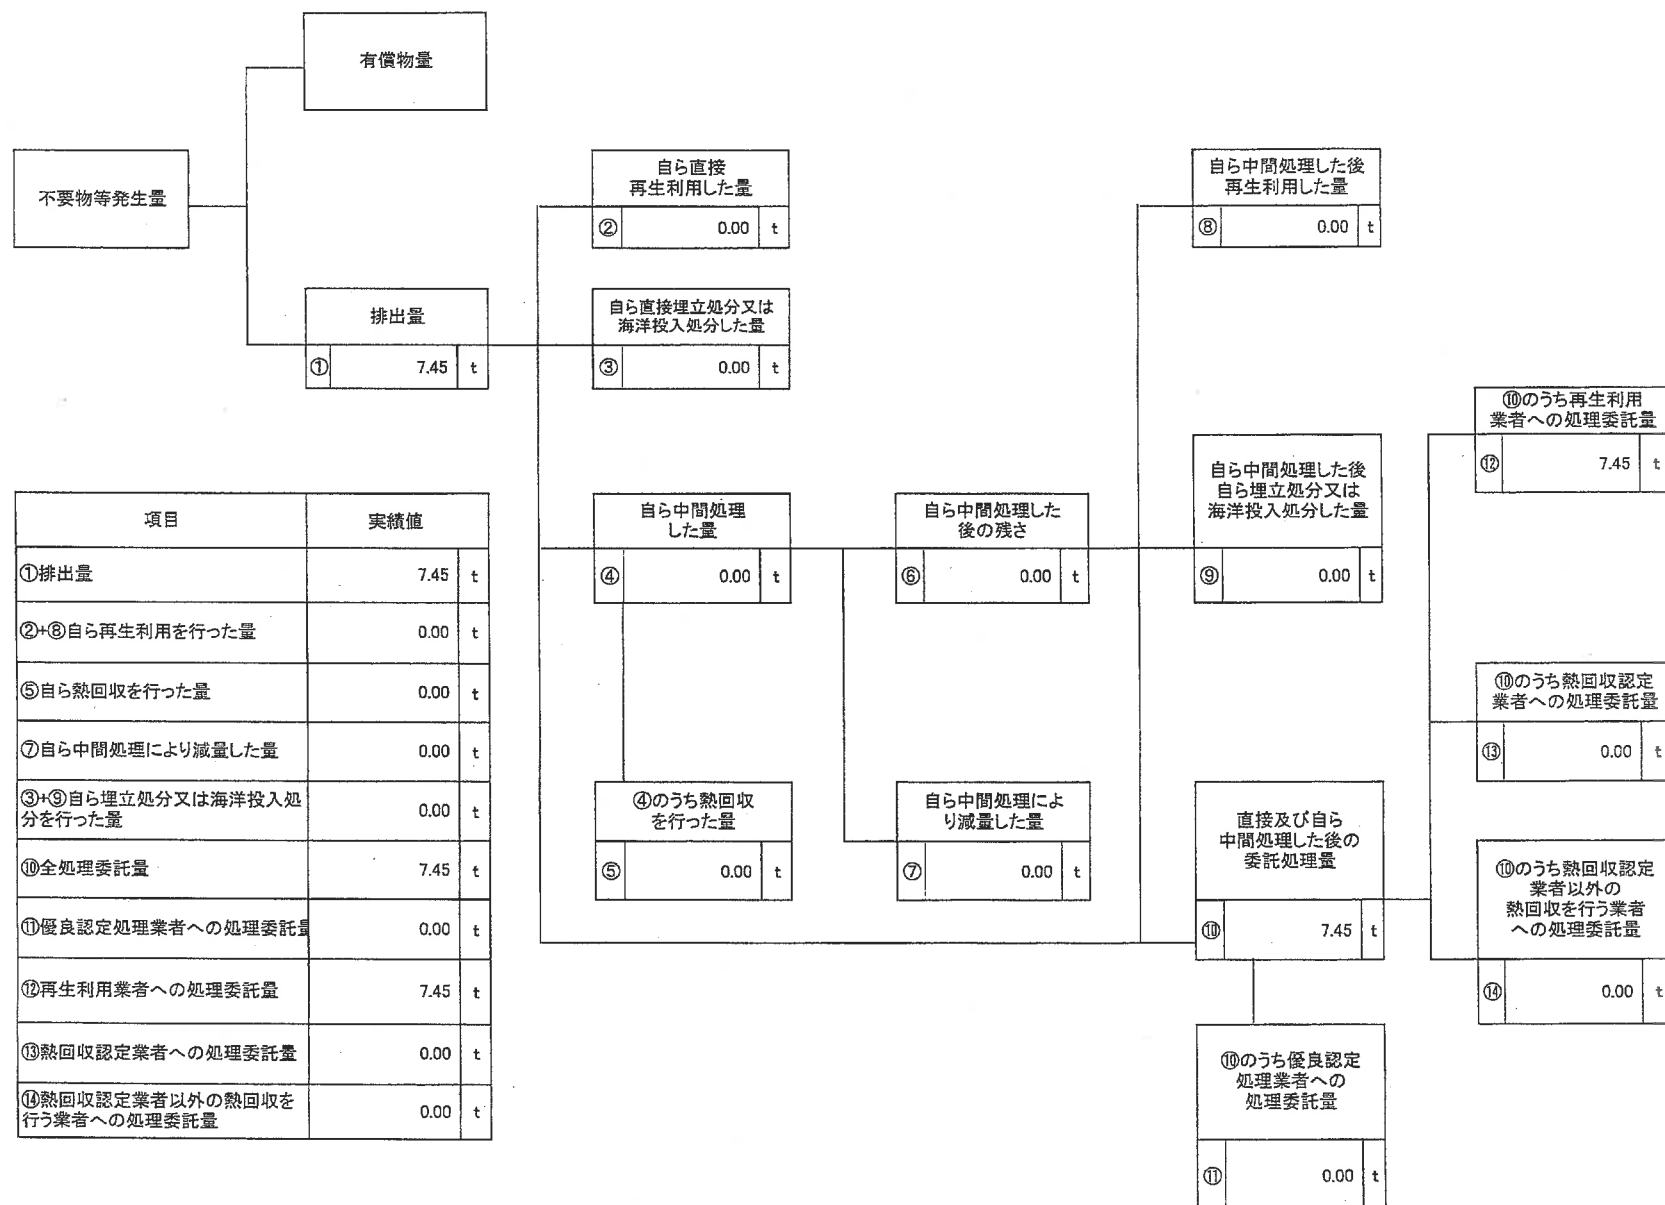 有償物量
不要物等発生量
自ら直接
再生利用した量
② 0.00 t
自ら中間処理した後
再生利用した量
⑧ 0.00 t
排出量
① 7.45 t
自ら直接埋立処分又は
海洋投入処分した量
③ 0.00 t
⑩のうち再生利用
業者への処理委託量
⑫ 7.45 t
自ら中間処理した後
自ら埋立処分又は
海洋投入処分した量
⑨ 0.00 t
自ら中間処理
した量
④ 0.00 t
自ら中間処理した
後の残さ
⑥ 0.00 t
項目 実績値
①排出量 7.45 t
②+⑧自ら再生利用を行った量 0.00 t
⑤自ら熱回収を行った量 0.00 t
⑦自ら中間処理により減量した量 0.00 t
③+⑨自ら埋立処分又は海洋投入処
分を行った量 0.00 t
⑩全処理委託量 7.45 t
⑪優良認定処理業者への処理委託量 0.00 t
⑫再生利用業者への処理委託量 7.45 t
⑬熱回収認定業者への処理委託量 0.00 t
⑭熱回収認定業者以外の熱回収を
行う業者への処理委託量 0.00 t
⑩のうち熱回収認定
業者への処理委託量
⑬ 0.00 t
④のうち熱回収
を行った量
⑤ 0.00 t
自ら中間処理によ
り減量した量
⑦ 0.00 t
直接及び自ら
中間処理した後の
委託処理量
⑩ 7.45 t
⑩のうち熱回収認定
業者以外の
熱回収を行う業者
への処理委託量
⑭ 0.00 t
⑩のうち優良認定
処理業者への
処理委託量
⑪ 0.00 t